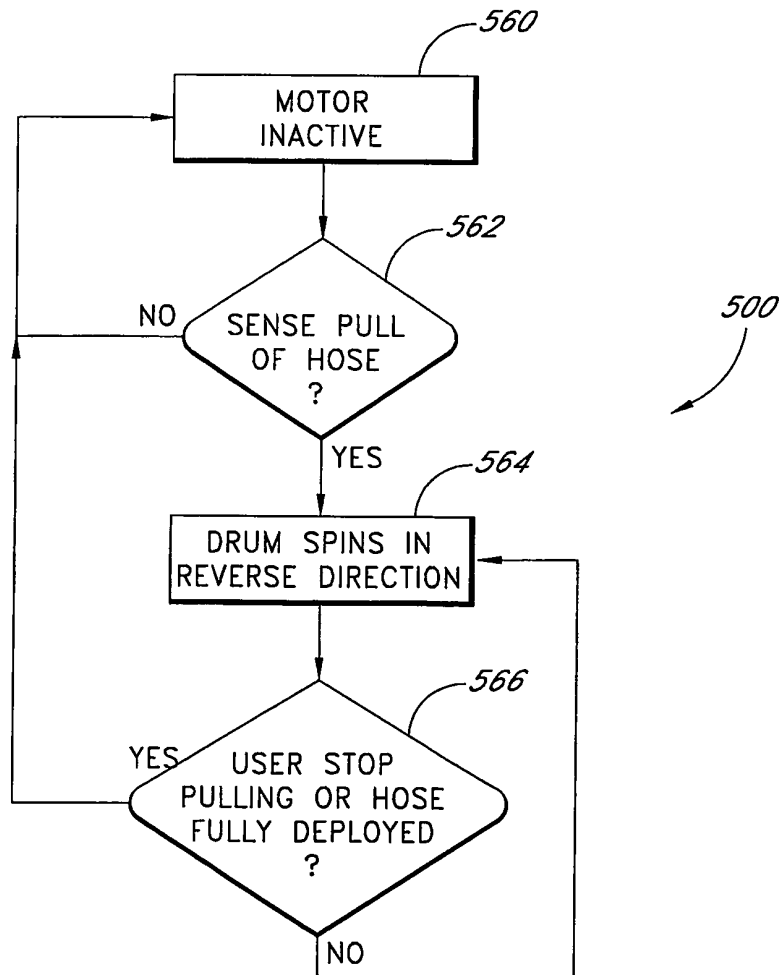 560
MOTOR
INACTIVE
562
NO
SENSE PULL
OF HOSE
?
500
YES
564
DRUM SPINS IN
REVERSE DIRECTION
566
YES
USER STOP
PULLING OR HOSE
FULLY DEPLOYED
?
NO